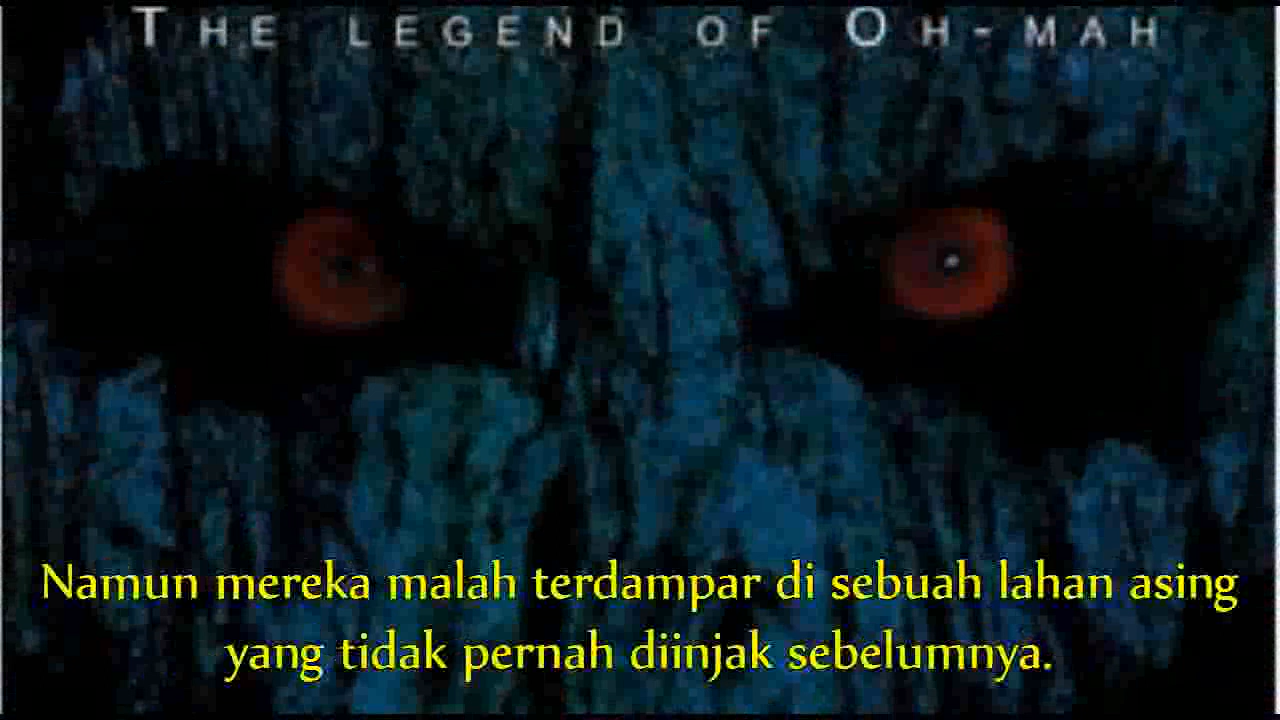 The legend of Oh-mah
Namun mereka malah terdampar di sebuah lahan asing
yang tidak pernah diinjak sebelumnya.